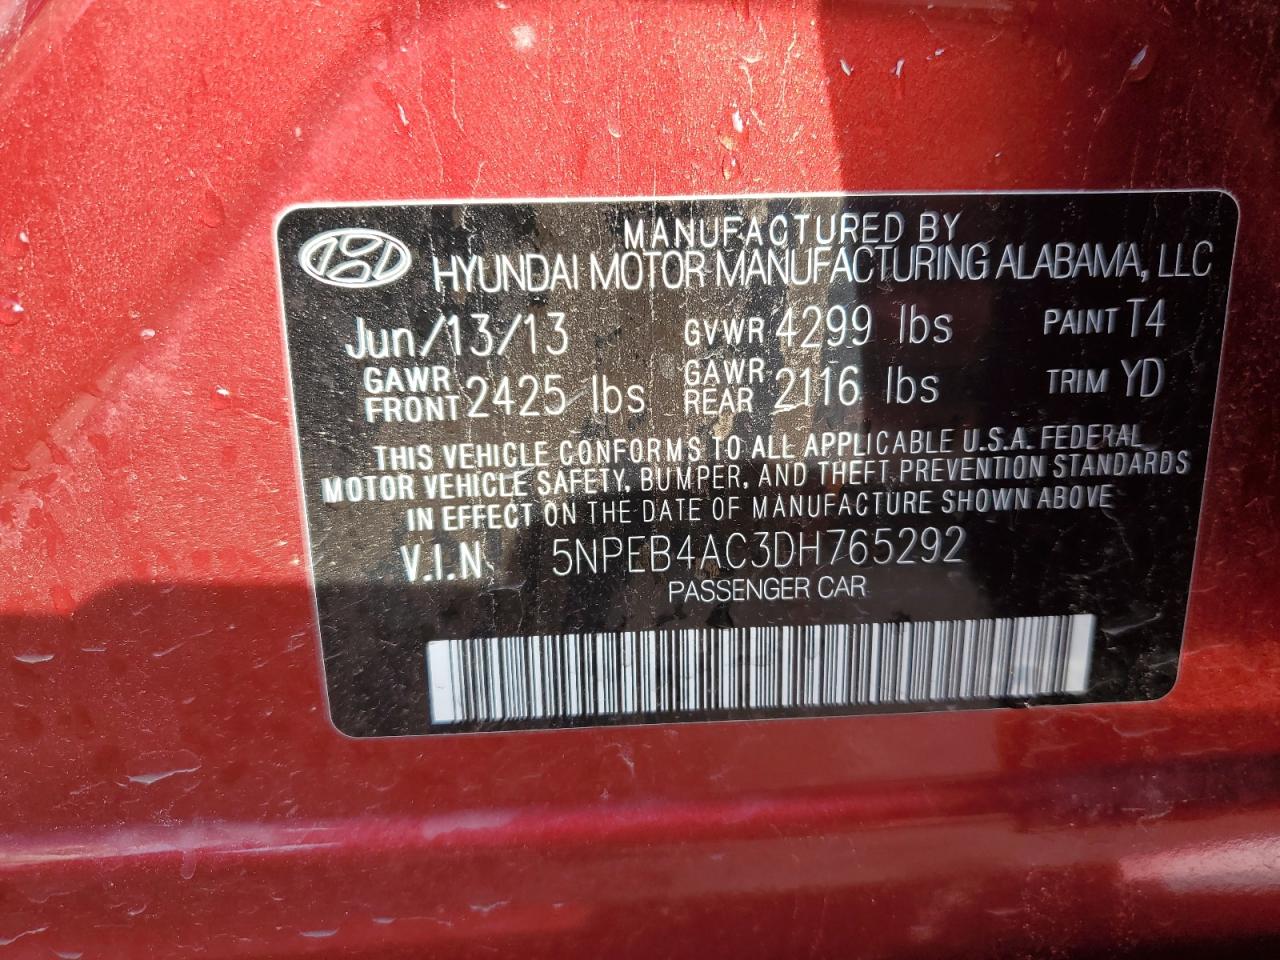 MANUFACTURED BY
HYUNDAI MOTOR MANUFACTURING ALABAMA, LLC
Jun/13/13 GVWR 4299 lbs PAINT T4
GAWR FRONT 2425 lbs GAWR REAR 2116 lbs TRIM YD
THIS VEHICLE CONFORMS TO ALL APPLICABLE U.S.A. FEDERAL
MOTOR VEHICLE SAFETY, BUMPER, AND THEFT PREVENTION STANDARDS
IN EFFECT ON THE DATE OF MANUFACTURE SHOWN ABOVE
V.I.N. 5NPEB4AC3DH765292
PASSENGER CAR